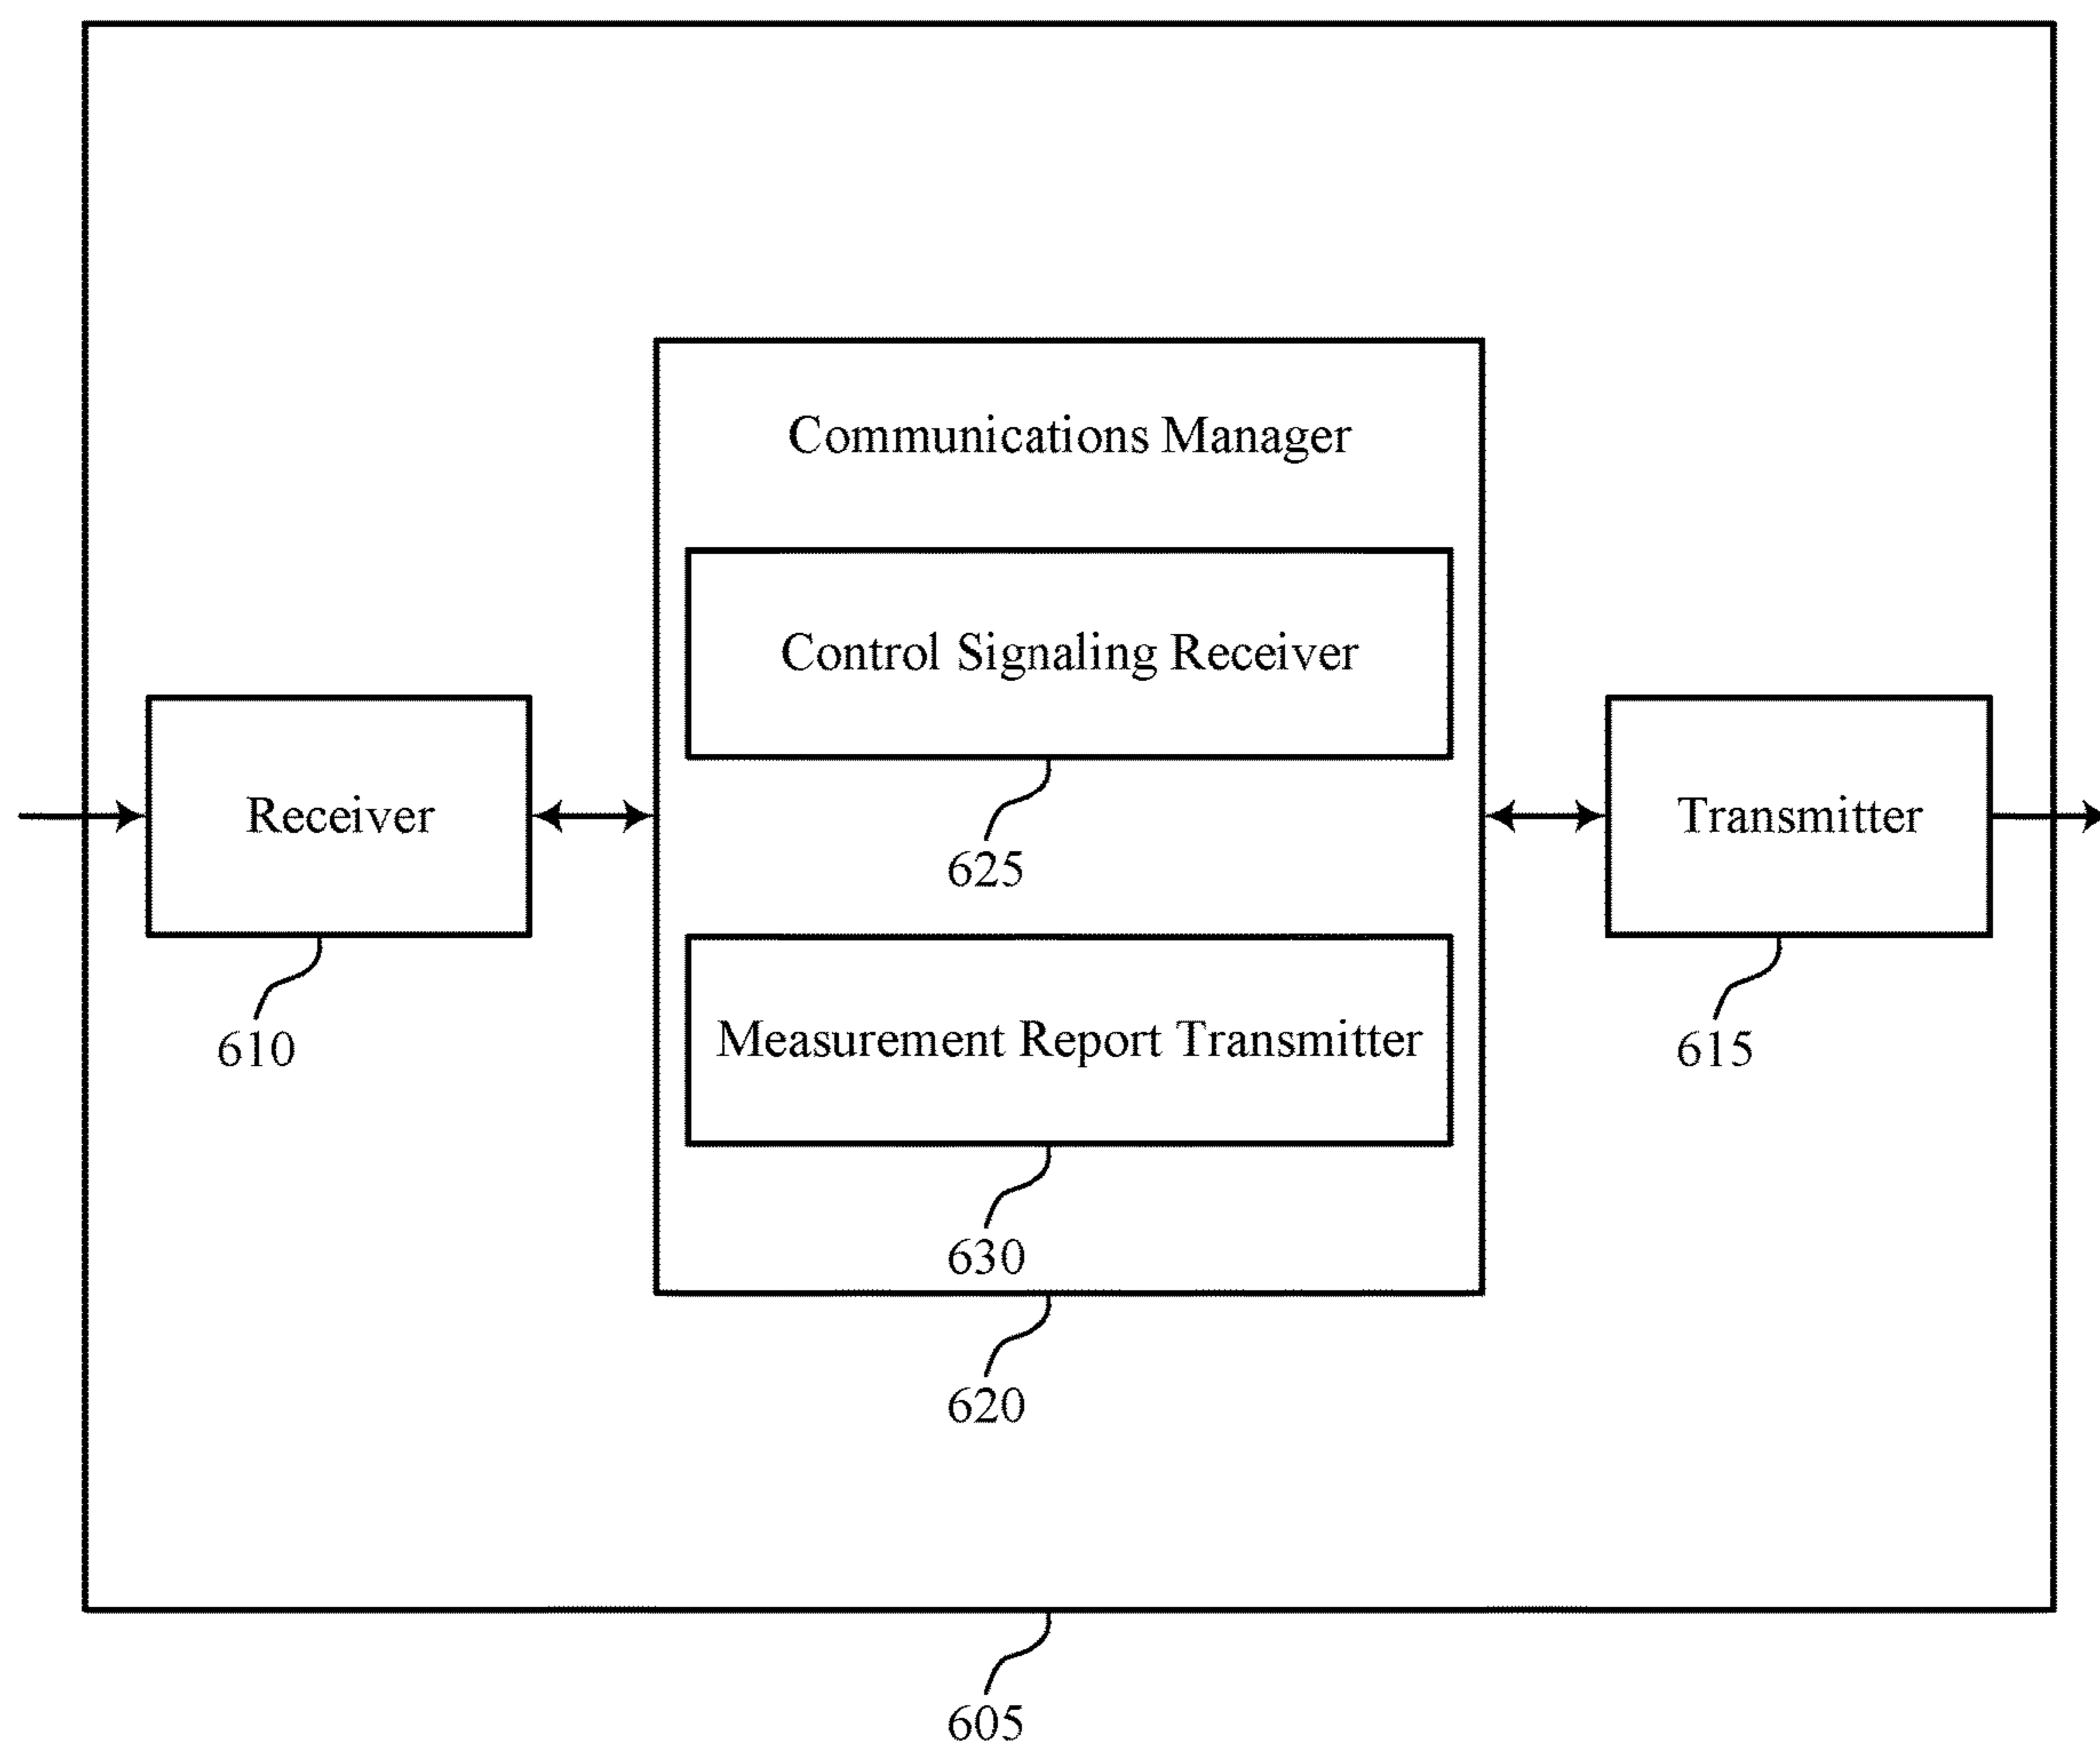 Communications Manager
Control Signaling Receiver
625
Receiver
610
Transmitter
615
Measurement Report Transmitter
630
620
605